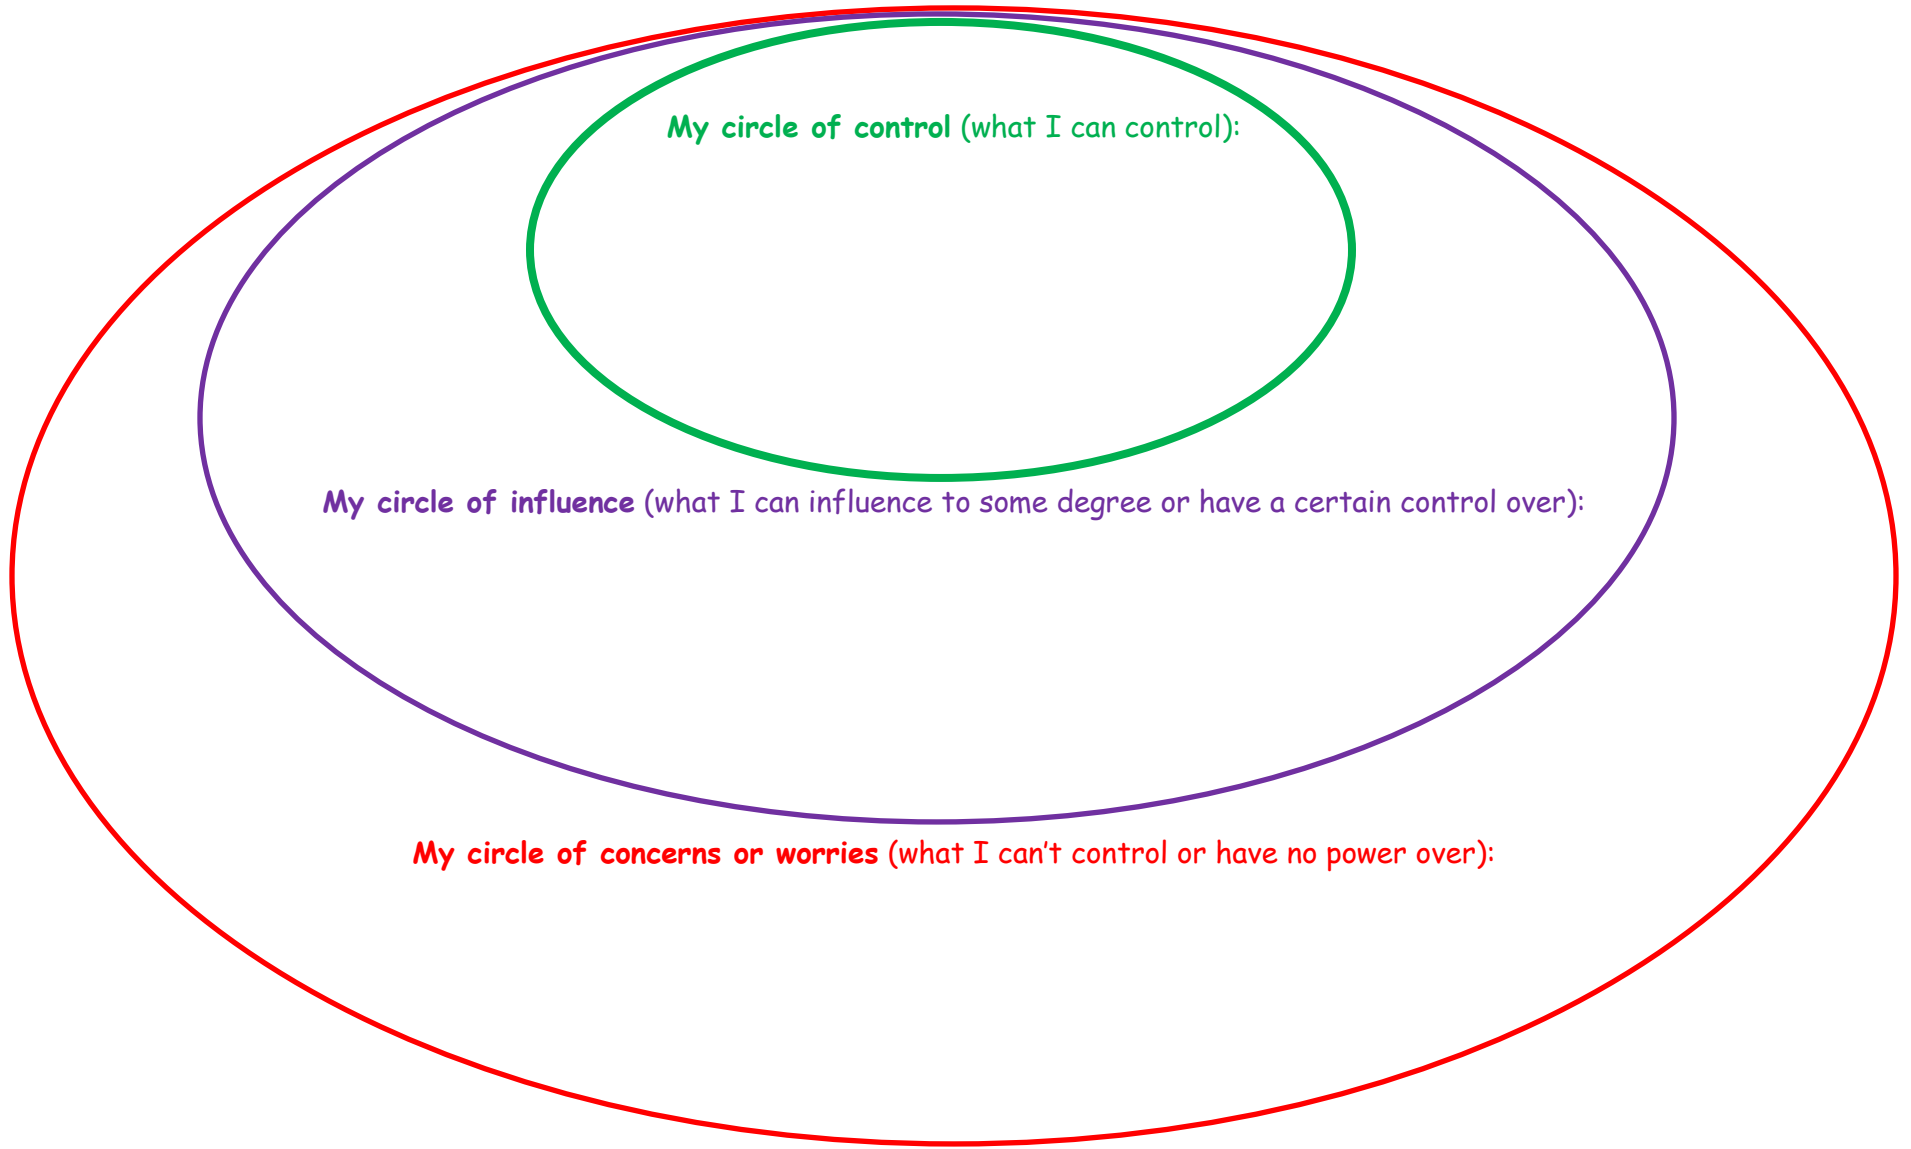 My circle of control (what I can control):
My circle of influence (what I can influence to some degree or have a certain control over):
My circle of concerns or worries (what I can’t control or have no power over):